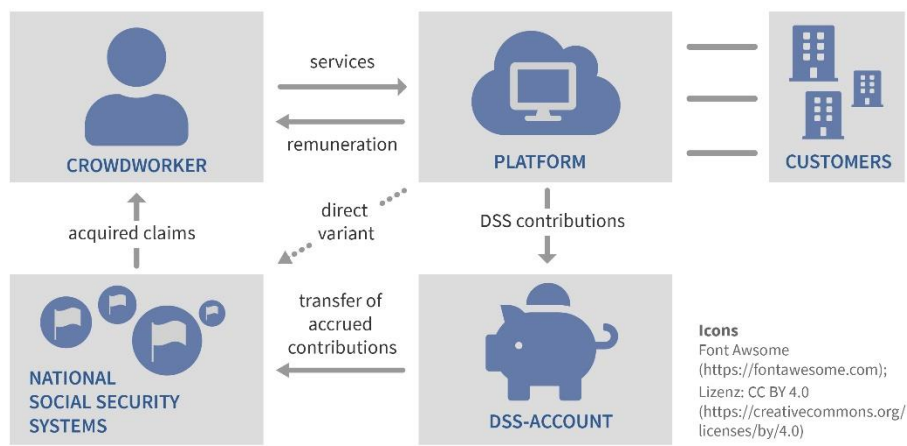 services
remuneration
CROWDWORKER
PLATFORM
CUSTOMERS
acquired claims
direct
variant
DSS contributions
transfer of
accrued
contributions
NATIONAL
SOCIAL SECURITY
SYSTEMS
DSS-ACCOUNT
Icons
Font Awsome
(https://fontawesome.com);
Lizenz: CC BY 4.0
(https://creativecommons.org/
licenses/by/4.0)